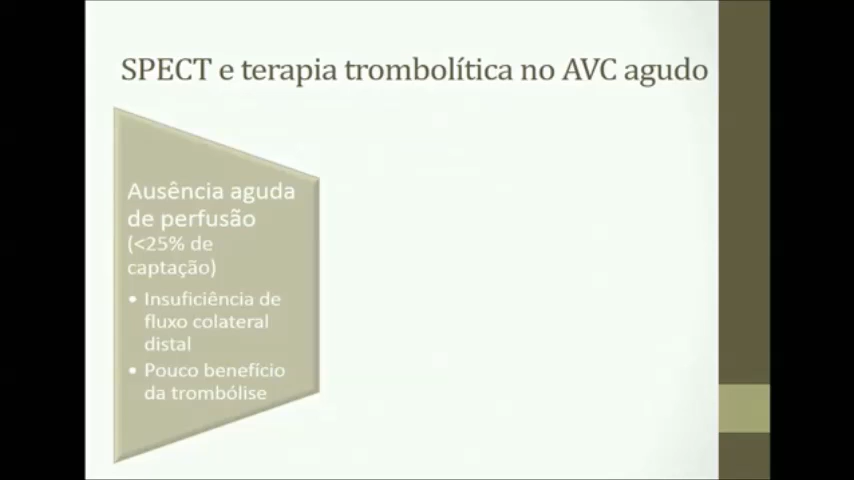 SPECT e terapia trombolítica no AVC agudo
Ausência aguda
de perfusão
(<25% de
captação)
• Insuficiência de
fluxo colateral
distal
• Pouco benefício
da trombólise